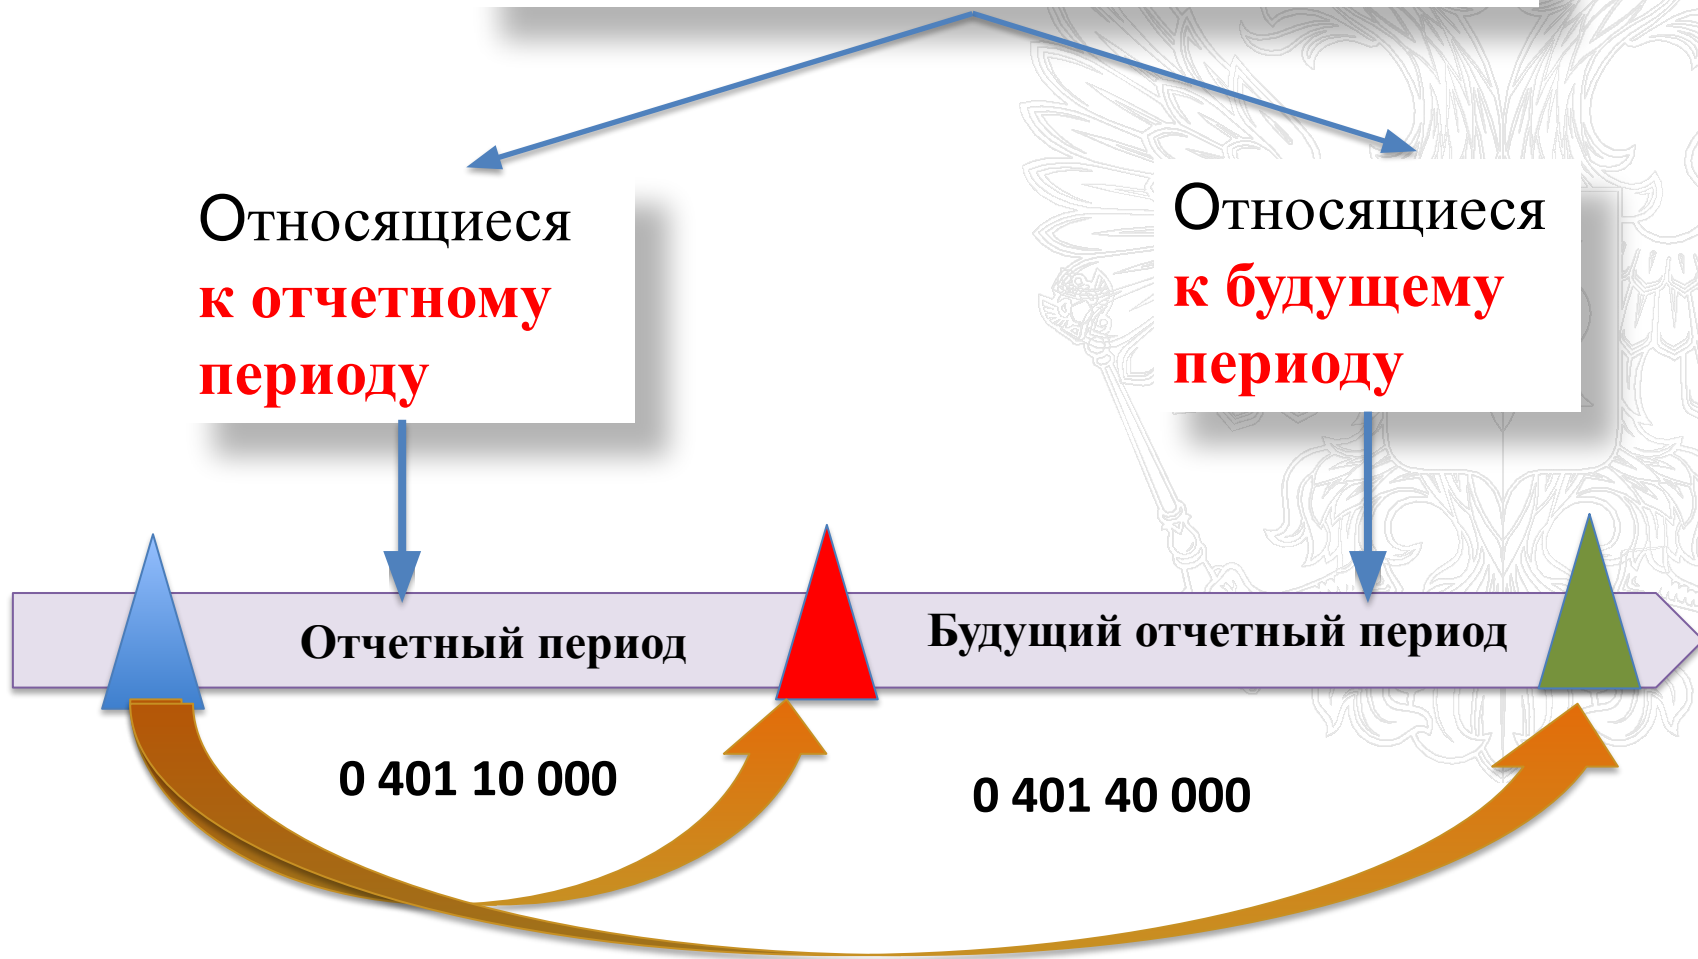 Относящиеся
к отчетному
периоду
Относящиеся
к будущему
периоду
Отчетный период
Будущий отчетный период
0 401 10 000
0 401 40 000